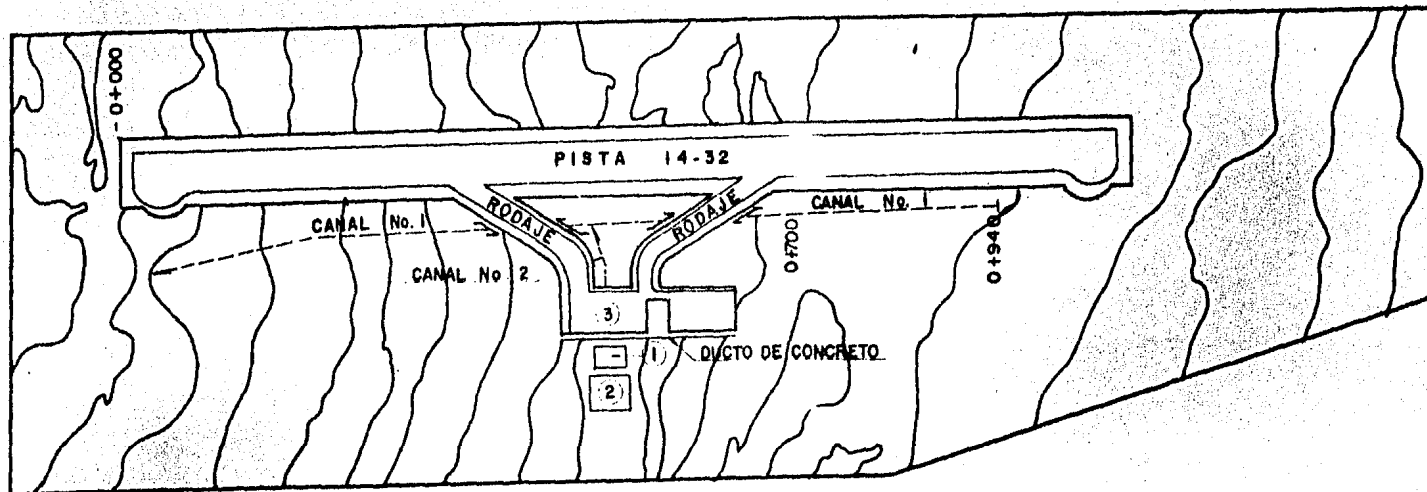 0+000
PISTA 14-32
RODAJE
RODAJE
CANAL No. 1
CANAL No. 1
0+700
0+940
CANAL No 2
(3)
(1) DUCTO DE CONCRETO
(2)